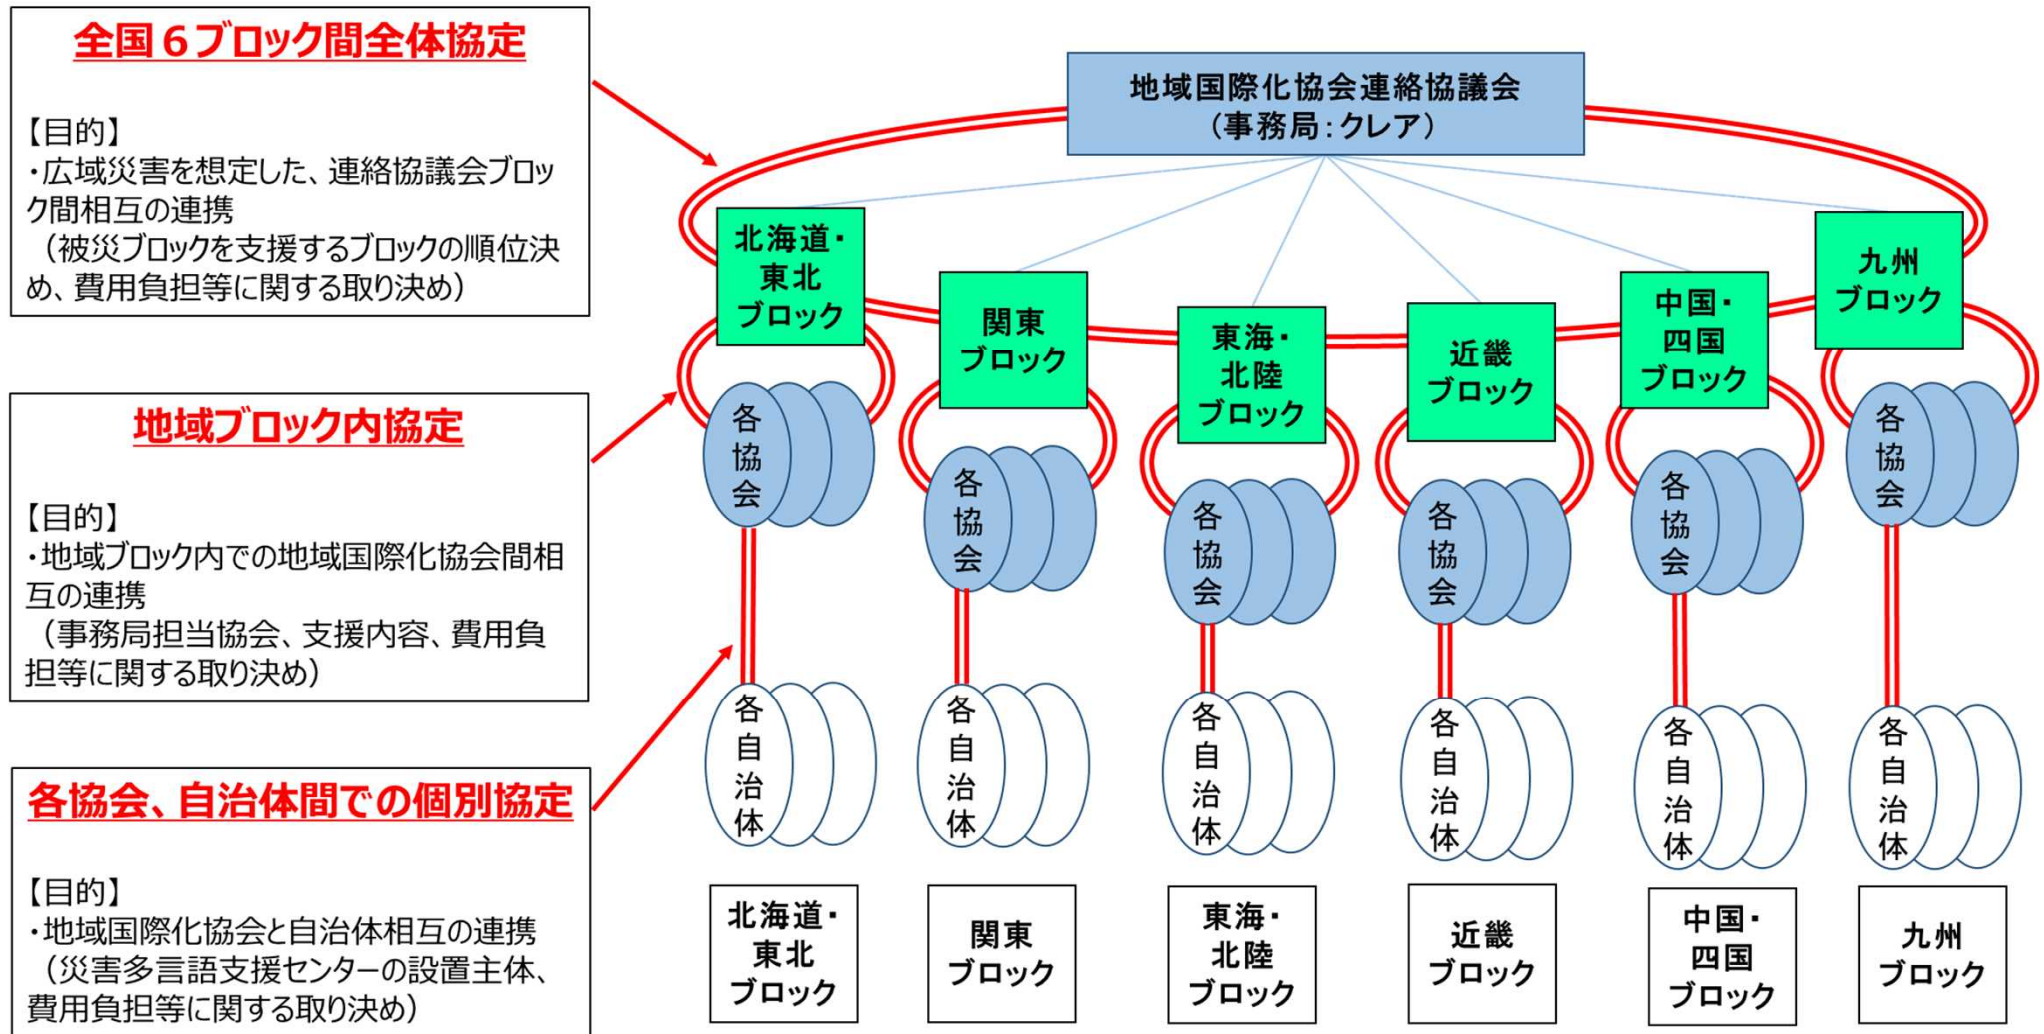 全国６ブロック間全体協定
【目的】
・広域災害を想定した、連絡協議会ブロッ
ク間相互の連携
（被災ブロックを支援するブロックの順位決
め、費用負担等に関する取り決め）
地域ブロック内協定
【目的】
・地域ブロック内での地域国際化協会間相
互の連携
（事務局担当協会、支援内容、費用負
担等に関する取り決め）
各協会、自治体間での個別協定
【目的】
・地域国際化協会と自治体相互の連携
（災害多言語支援センターの設置主体、
費用負担等に関する取り決め）
地域国際化協会連絡協議会
（事務局：クレア）
北海道・
東北
ブロック
関東
ブロック
東海・
北陸
ブロック
近畿
ブロック
中国・
四国
ブロック
九州
ブロック
各協会
各協会
各協会
各協会
各協会
各協会
各自治体
各自治体
各自治体
各自治体
各自治体
各自治体
北海道・
東北
ブロック
関東
ブロック
東海・
北陸
ブロック
近畿
ブロック
中国・
四国
ブロック
九州
ブロック